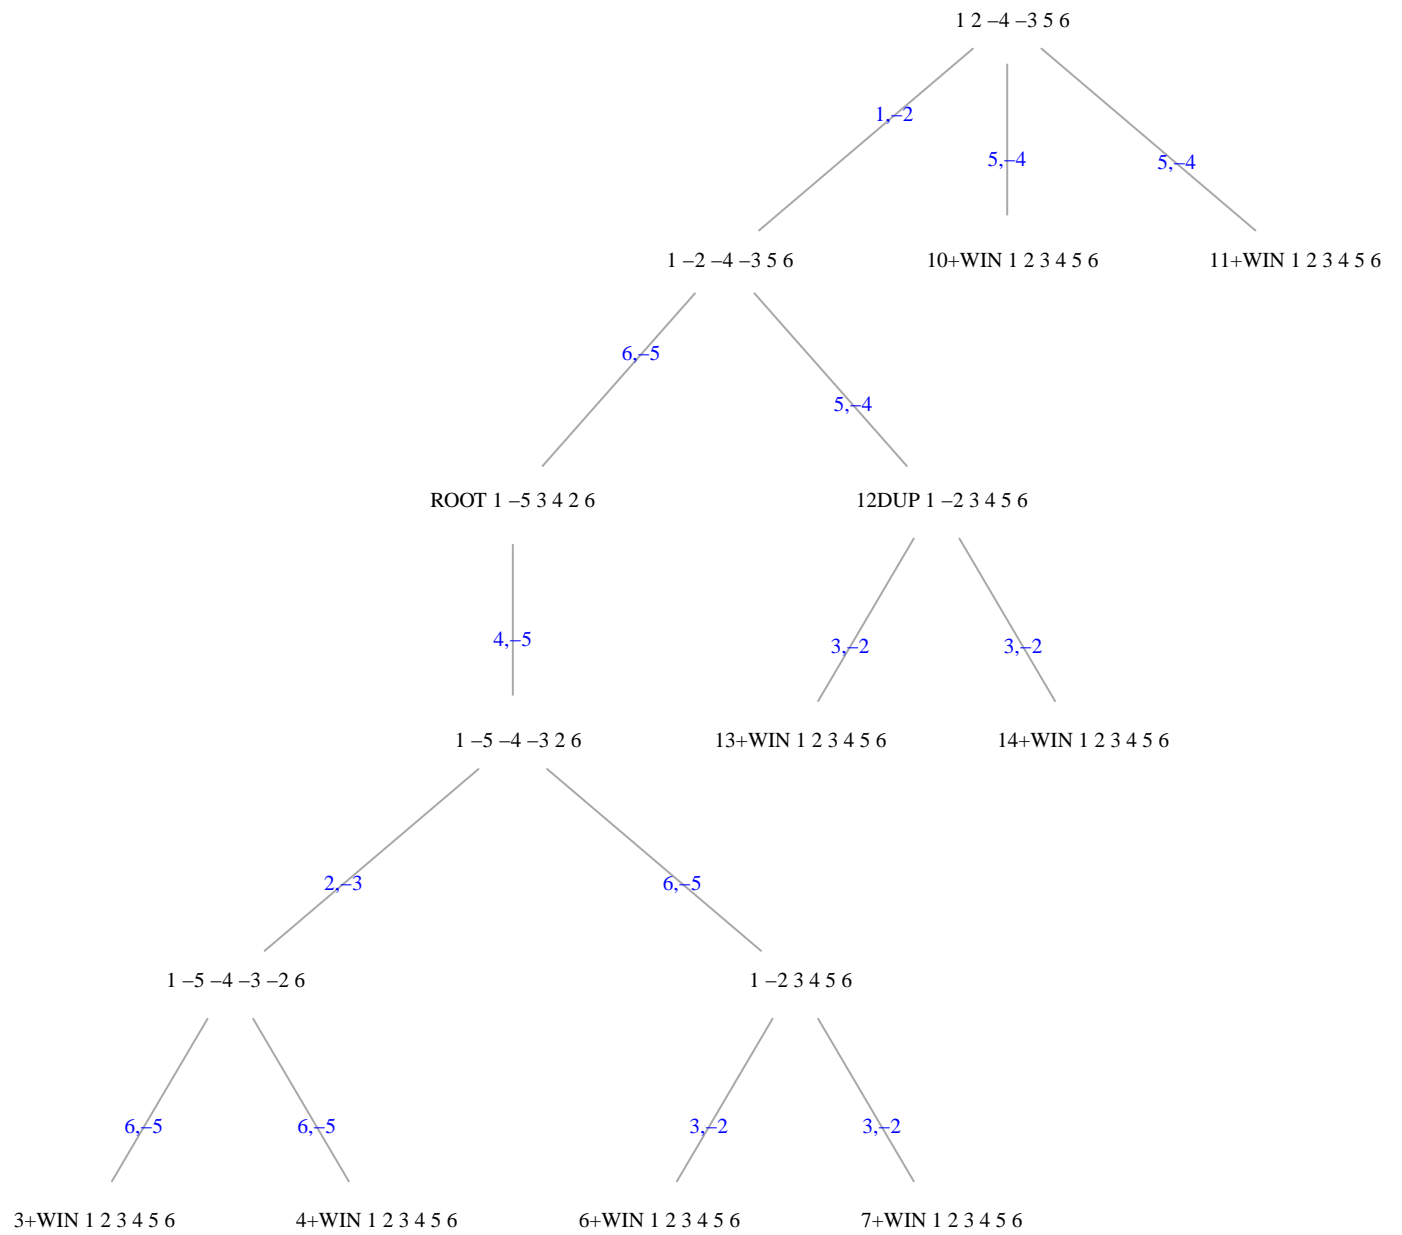 1 2 –4 –3 5 6
1,–2
5,–4
5,–4
1 –2 –4 –3 5 6
10+WIN 1 2 3 4 5 6
11+WIN 1 2 3 4 5 6
6,–5
5,–4
ROOT 1 –5 3 4 2 6
12DUP 1 –2 3 4 5 6
4,–5
3,–2
3,–2
1 –5 –4 –3 2 6
13+WIN 1 2 3 4 5 6
14+WIN 1 2 3 4 5 6
2,–3
6,–5
1 –5 –4 –3 –2 6
1 –2 3 4 5 6
6,–5
6,–5
3,–2
3,–2
3+WIN 1 2 3 4 5 6
4+WIN 1 2 3 4 5 6
6+WIN 1 2 3 4 5 6
7+WIN 1 2 3 4 5 6